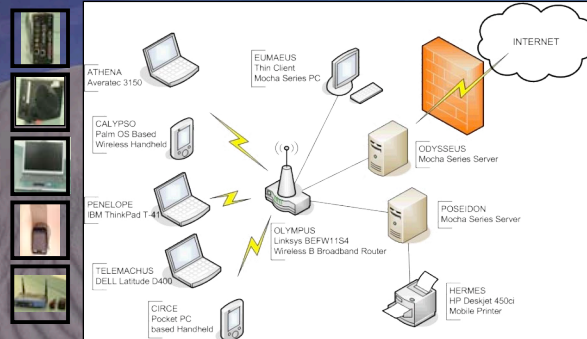 INTERNET
EUMAEUS
Thin Client
Mocha Series PC
ATHENA
Averatec 3150
CALYPSO
Palm OS Based
Wireless Handheld
ODYSSEUS
Mocha Series Server
PENELOPE
IBM ThinkPad T-41
POSEIDON
Mocha Series Server
OLYMPUS
Linksys BEFW11S4
Wireless B Broadband Router
TELEMACHUS
DELL Latitude D400
HERMES
HP Deskjet 450ci
Mobile Printer
CIRCE
Pocket PC
based Handheld